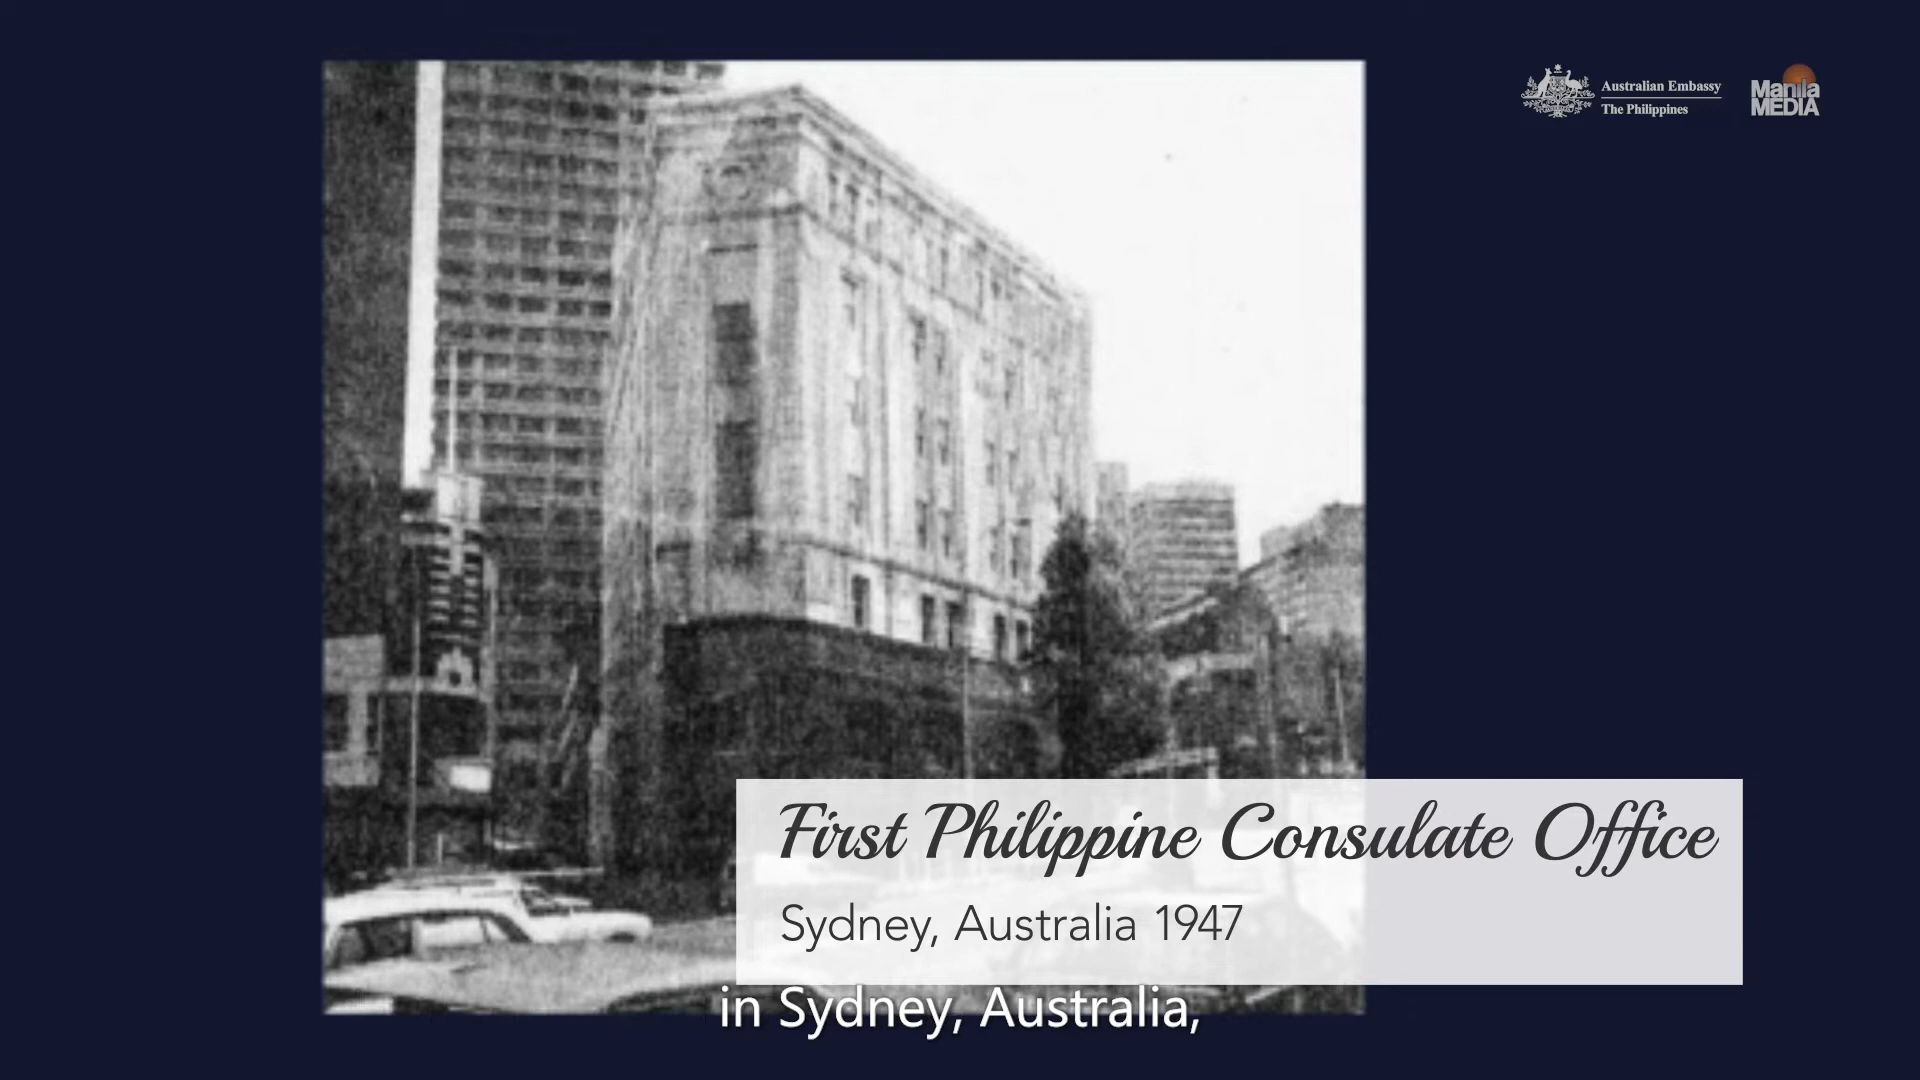 Australian Embassy
The Philippines
Manila
MEDIA
First Philippine Consulate Office
Sydney, Australia 1947
in Sydney, Australia,